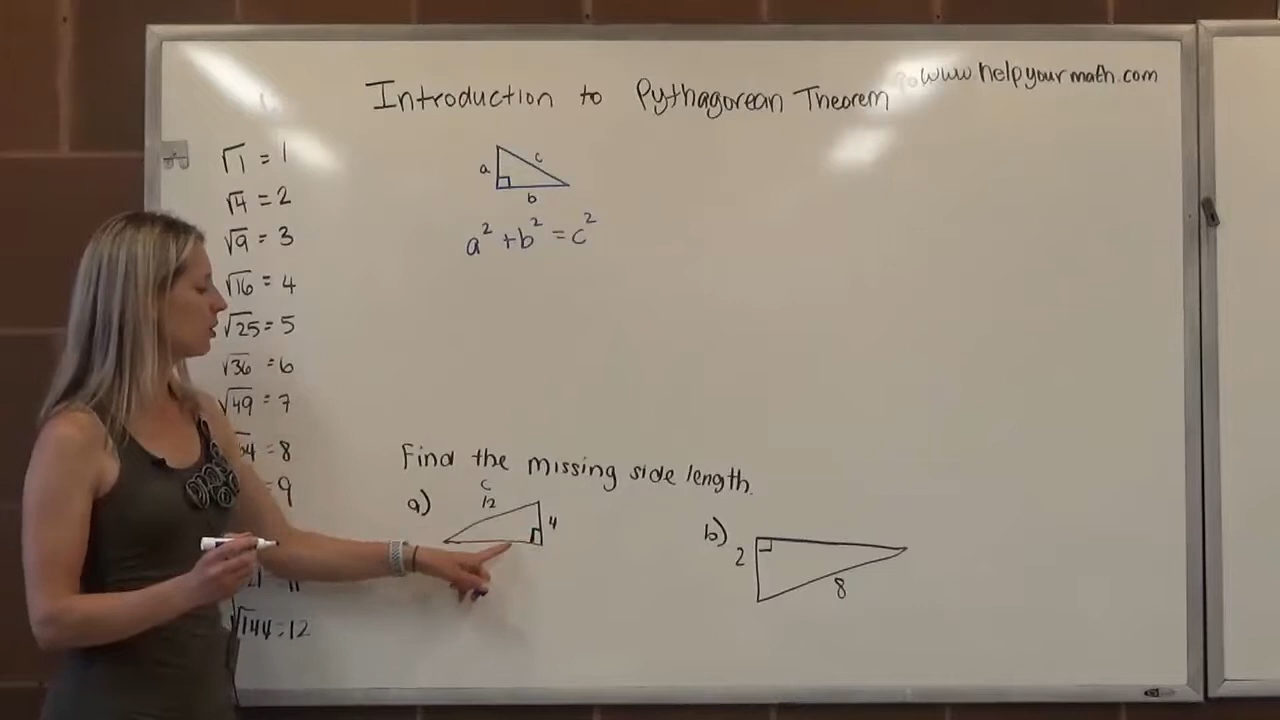 Introduction to Pythagorean Theorem
www.helpyourmath.com
√1 = 1
√4 = 2
√9 = 3
√16 = 4
√25 = 5
√36 = 6
√49 = 7
= 8
= 9
√144 = 12
a
c
b
a² + b² = c²
Find the missing side length.
a)
c
12
4
b)
2
8